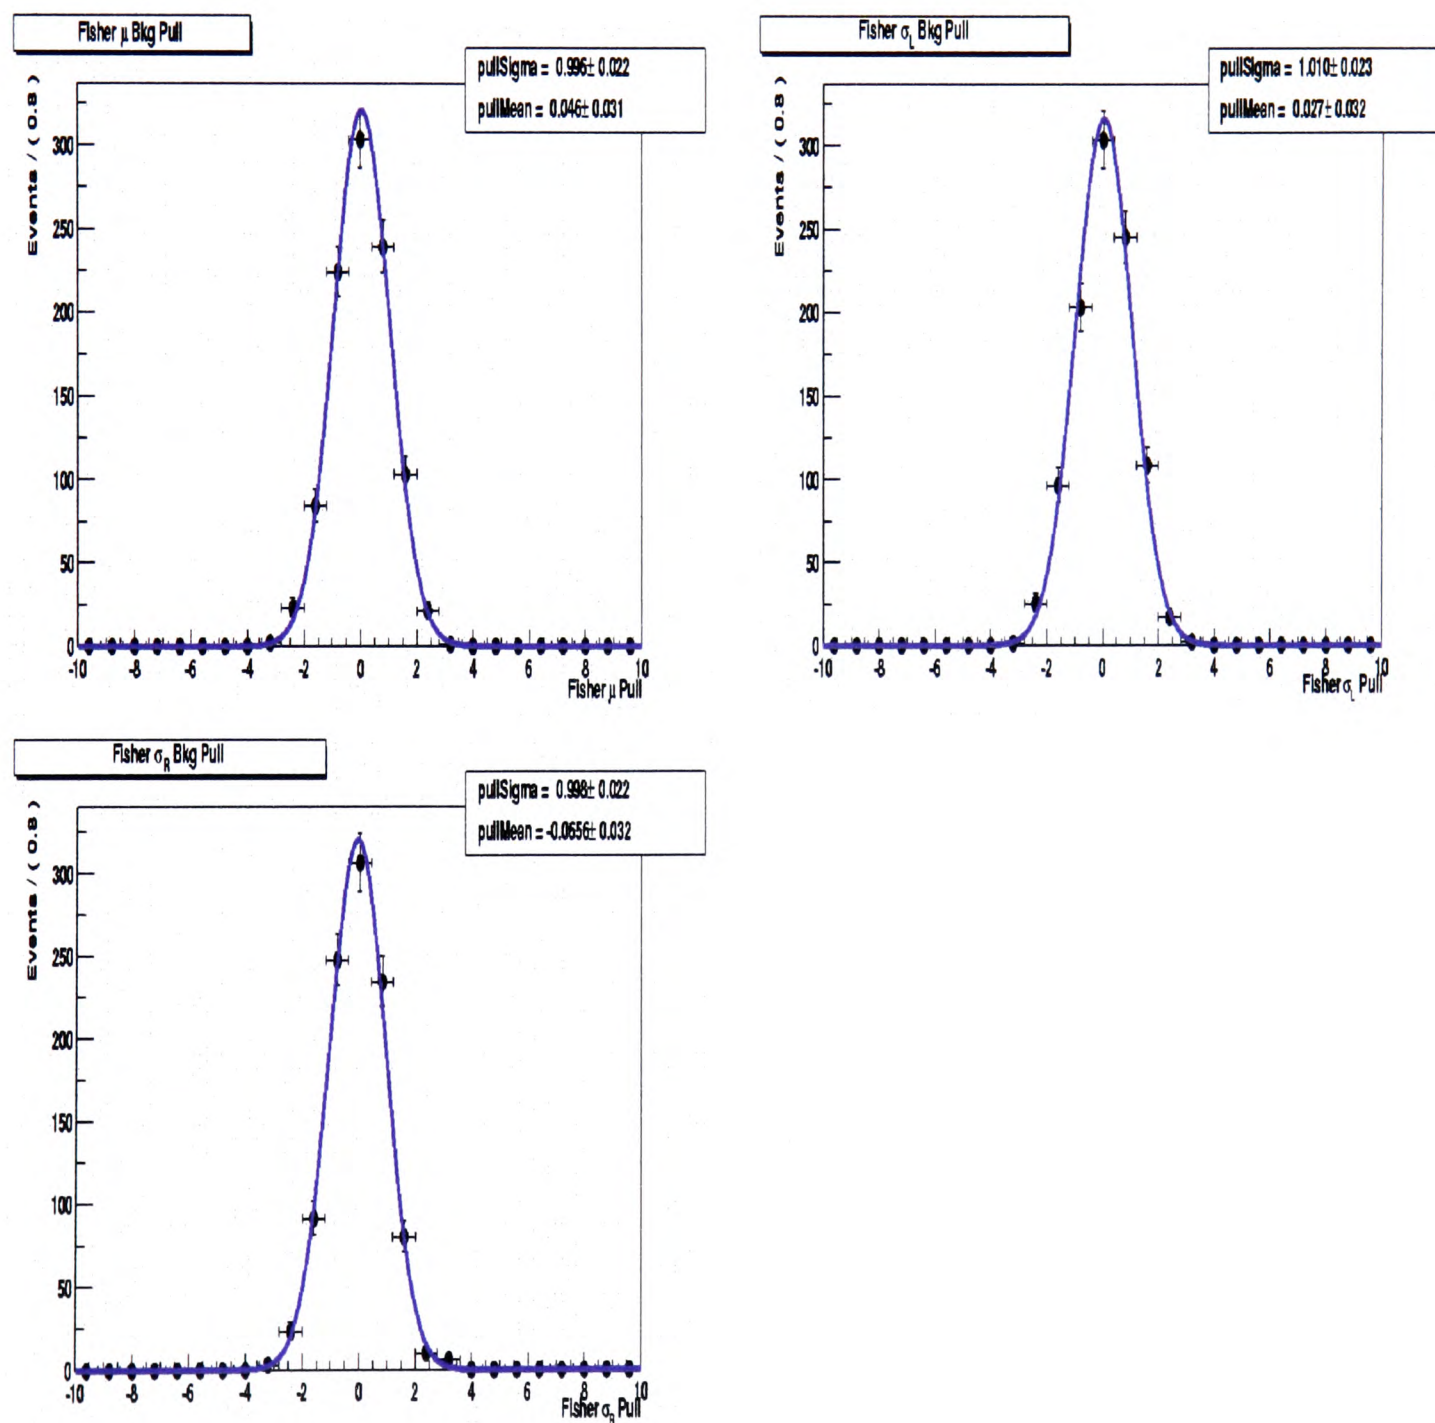 Fisher μ Bkg Pull
pullSigma = 0.996± 0.022
pullMean = 0.046± 0.031
Events / ( 0.8 )
300
250
200
150
100
50
0
-10 -8 -6 -4 -2 0 2 4 6 8 10
Fisher μ Pull
Fisher σL Bkg Pull
pullSigma = 1.010± 0.023
pullMean = 0.027± 0.032
Events / ( 0.8 )
300
250
200
150
100
50
0
-10 -8 -6 -4 -2 0 2 4 6 8 10
Fisher σL Pull
Fisher σR Bkg Pull
pullSigma = 0.998± 0.022
pullMean = -0.0656± 0.032
Events / ( 0.8 )
300
250
200
150
100
50
0
-10 -8 -6 -4 -2 0 2 4 6 8 10
Fisher σR Pull